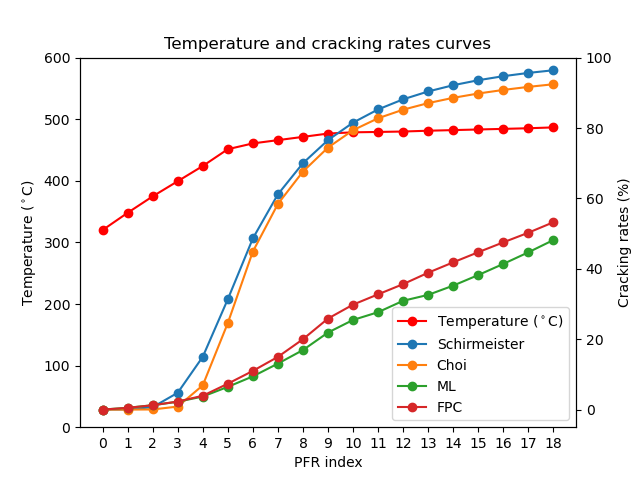 Temperature and cracking rates curves
600
500
400
300
200
100
0
Temperature (°C)
100
80
60
40
20
0
Cracking rates (%)
Temperature (°C)
Schirmeister
Choi
ML
FPC
0 1 2 3 4 5 6 7 8 9 10 11 12 13 14 15 16 17 18
PFR index